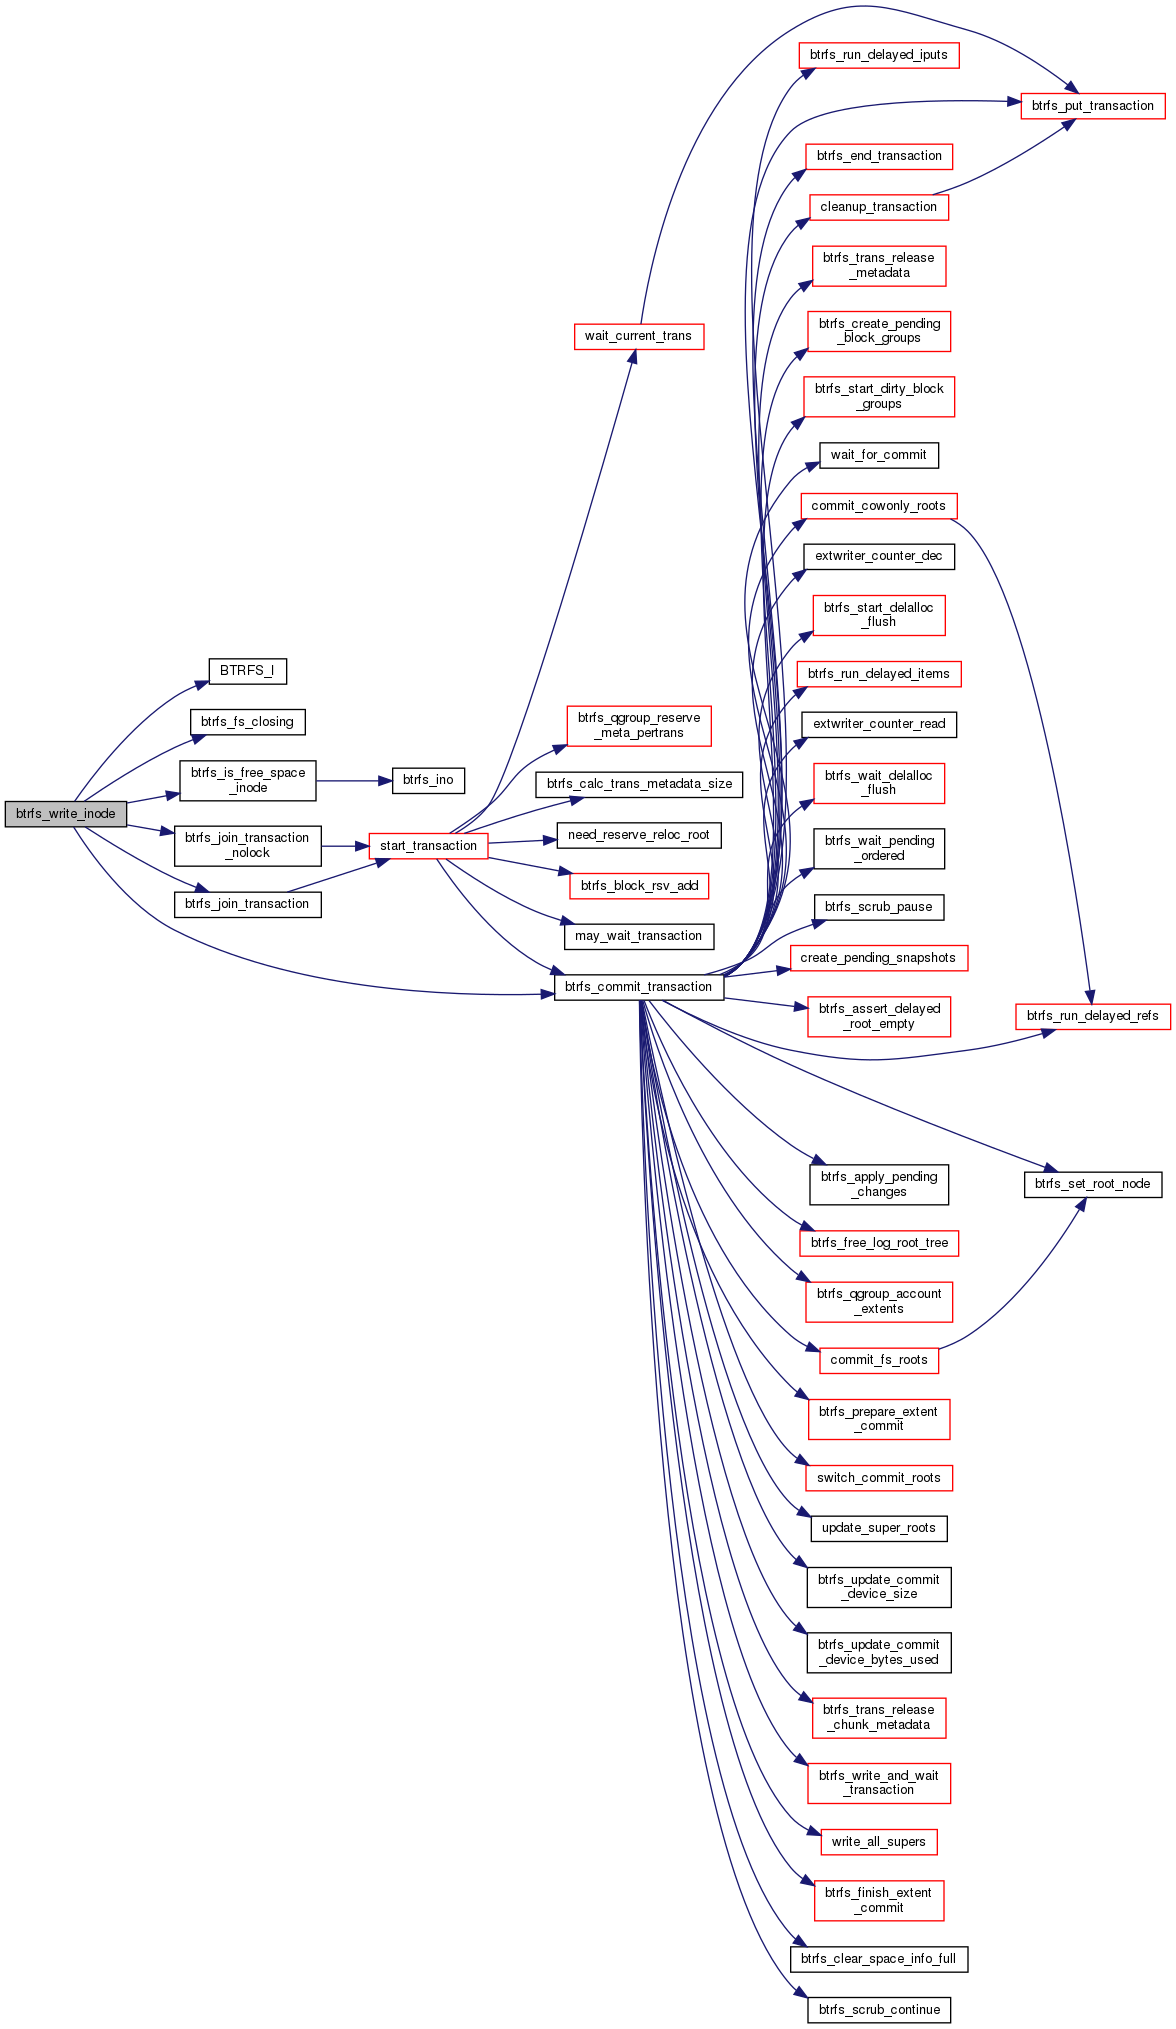 btrfs_write_inode
BTRFS_I
btrfs_fs_closing
btrfs_is_free_space
_inode
btrfs_join_transaction
_nolock
btrfs_join_transaction
btrfs_ino
start_transaction
wait_current_trans
btrfs_qgroup_reserve
_meta_pertrans
btrfs_calc_trans_metadata_size
need_reserve_reloc_root
btrfs_block_rsv_add
may_wait_transaction
btrfs_commit_transaction
btrfs_run_delayed_iputs
btrfs_end_transaction
cleanup_transaction
btrfs_trans_release
_metadata
btrfs_create_pending
_block_groups
btrfs_start_dirty_block
_groups
wait_for_commit
commit_cowonly_roots
extwriter_counter_dec
btrfs_start_delalloc
_flush
btrfs_run_delayed_items
extwriter_counter_read
btrfs_wait_delalloc
_flush
btrfs_wait_pending
_ordered
btrfs_scrub_pause
create_pending_snapshots
btrfs_assert_delayed
_root_empty
btrfs_apply_pending
_changes
btrfs_free_log_root_tree
btrfs_qgroup_account
_extents
commit_fs_roots
btrfs_prepare_extent
_commit
switch_commit_roots
update_super_roots
btrfs_update_commit
_device_size
btrfs_update_commit
_device_bytes_used
btrfs_trans_release
_chunk_metadata
btrfs_write_and_wait
_transaction
write_all_supers
btrfs_finish_extent
_commit
btrfs_clear_space_info_full
btrfs_scrub_continue
btrfs_put_transaction
btrfs_run_delayed_refs
btrfs_set_root_node